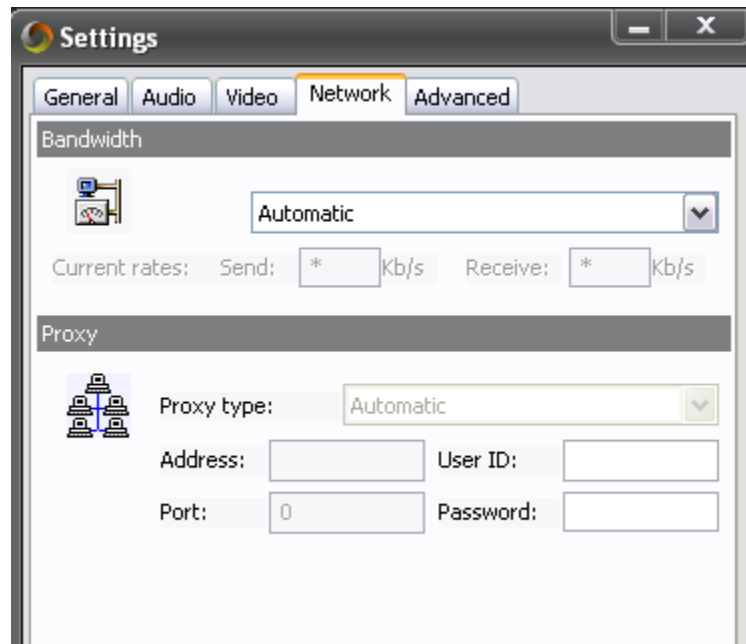 Settings
General Audio Video Network Advanced
Bandwidth
Automatic
Current rates: Send: * Kb/s Receive: * Kb/s
Proxy
Proxy type: Automatic
Address: User ID:
Port: 0 Password: